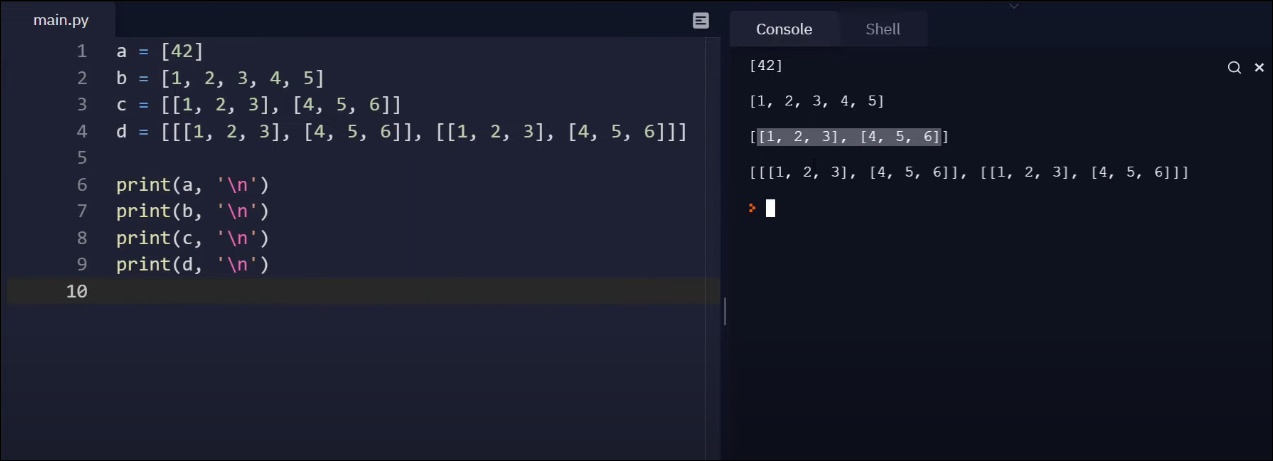 main.py
1 a = [42]
2 b = [1, 2, 3, 4, 5]
3 c = [[1, 2, 3], [4, 5, 6]]
4 d = [[[1, 2, 3], [4, 5, 6]], [[1, 2, 3], [4, 5, 6]]]
5
6 print(a, '\n')
7 print(b, '\n')
8 print(c, '\n')
9 print(d, '\n')
10
Console Shell
[42]
[1, 2, 3, 4, 5]
[[1, 2, 3], [4, 5, 6]]
[[[1, 2, 3], [4, 5, 6]], [[1, 2, 3], [4, 5, 6]]]